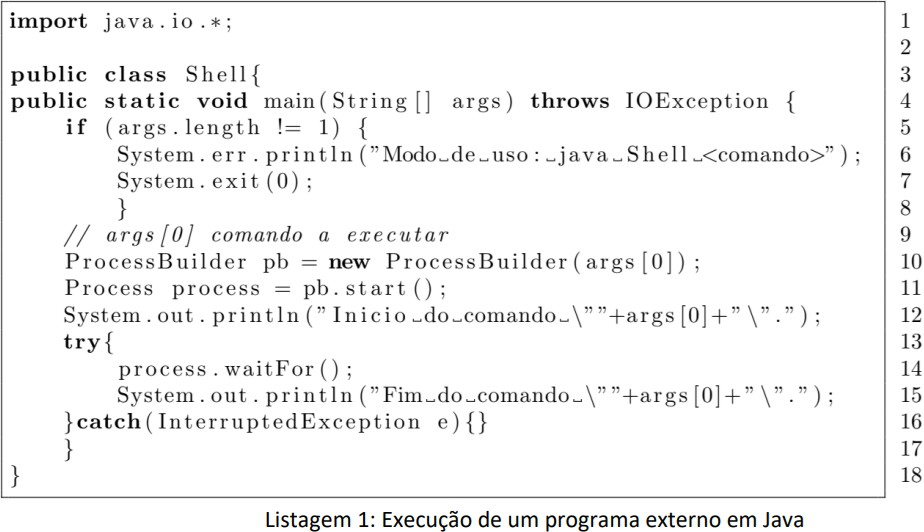 import java.io.*; 1
2
public class Shell{ 3
public static void main(String[] args) throws IOException { 4
if (args.length != 1) { 5
System.err.println("Modo␣de␣uso:␣java␣Shell␣<comando>"); 6
System.exit(0); 7
} 8
// args[0] comando a executar 9
ProcessBuilder pb = new ProcessBuilder(args[0]); 10
Process process = pb.start(); 11
System.out.println("Inicio␣do␣comando␣\""+args[0]+"\"."); 12
try{ 13
process.waitFor(); 14
System.out.println("Fim␣do␣comando␣\""+args[0]+"\"."); 15
}catch(InterruptedException e){} 16
} 17
} 18
Listagem 1: Execução de um programa externo em Java